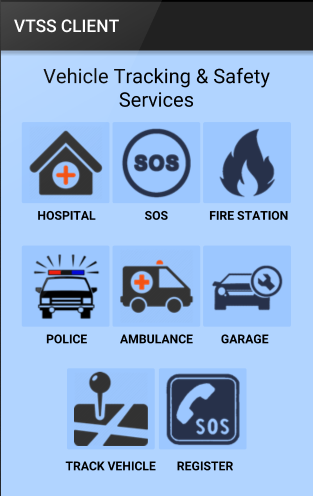 VTSS CLIENT
Vehicle Tracking & Safety
Services
SOS
HOSPITAL SOS FIRE STATION
POLICE AMBULANCE GARAGE
SOS
TRACK VEHICLE REGISTER